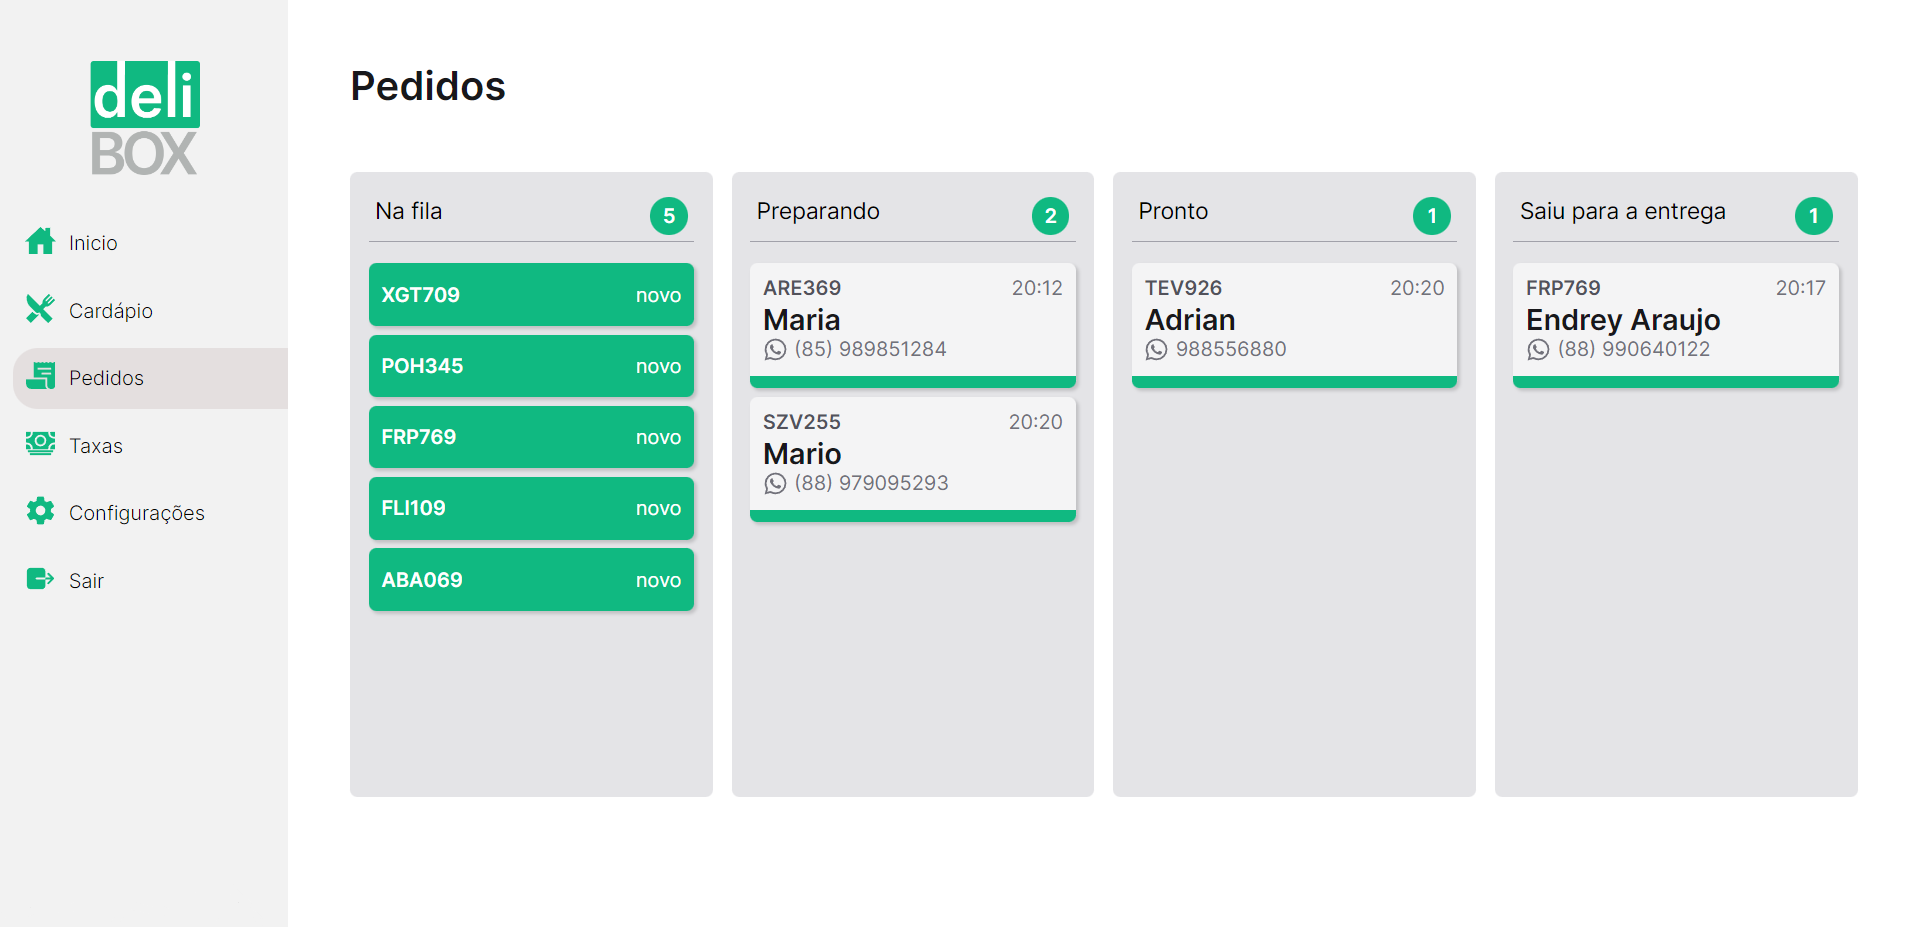 deli
BOX
Inicio
Cardápio
Pedidos
Taxas
Configurações
Sair
Pedidos
Na fila 5
XGT709 novo
POH345 novo
FRP769 novo
FLI109 novo
ABA069 novo
Preparando 2
ARE369 20:12
Maria
(85) 989851284
SZV255 20:20
Mario
(88) 979095293
Pronto 1
TEV926 20:20
Adrian
988556880
Saiu para a entrega 1
FRP769 20:17
Endrey Araujo
(88) 990640122